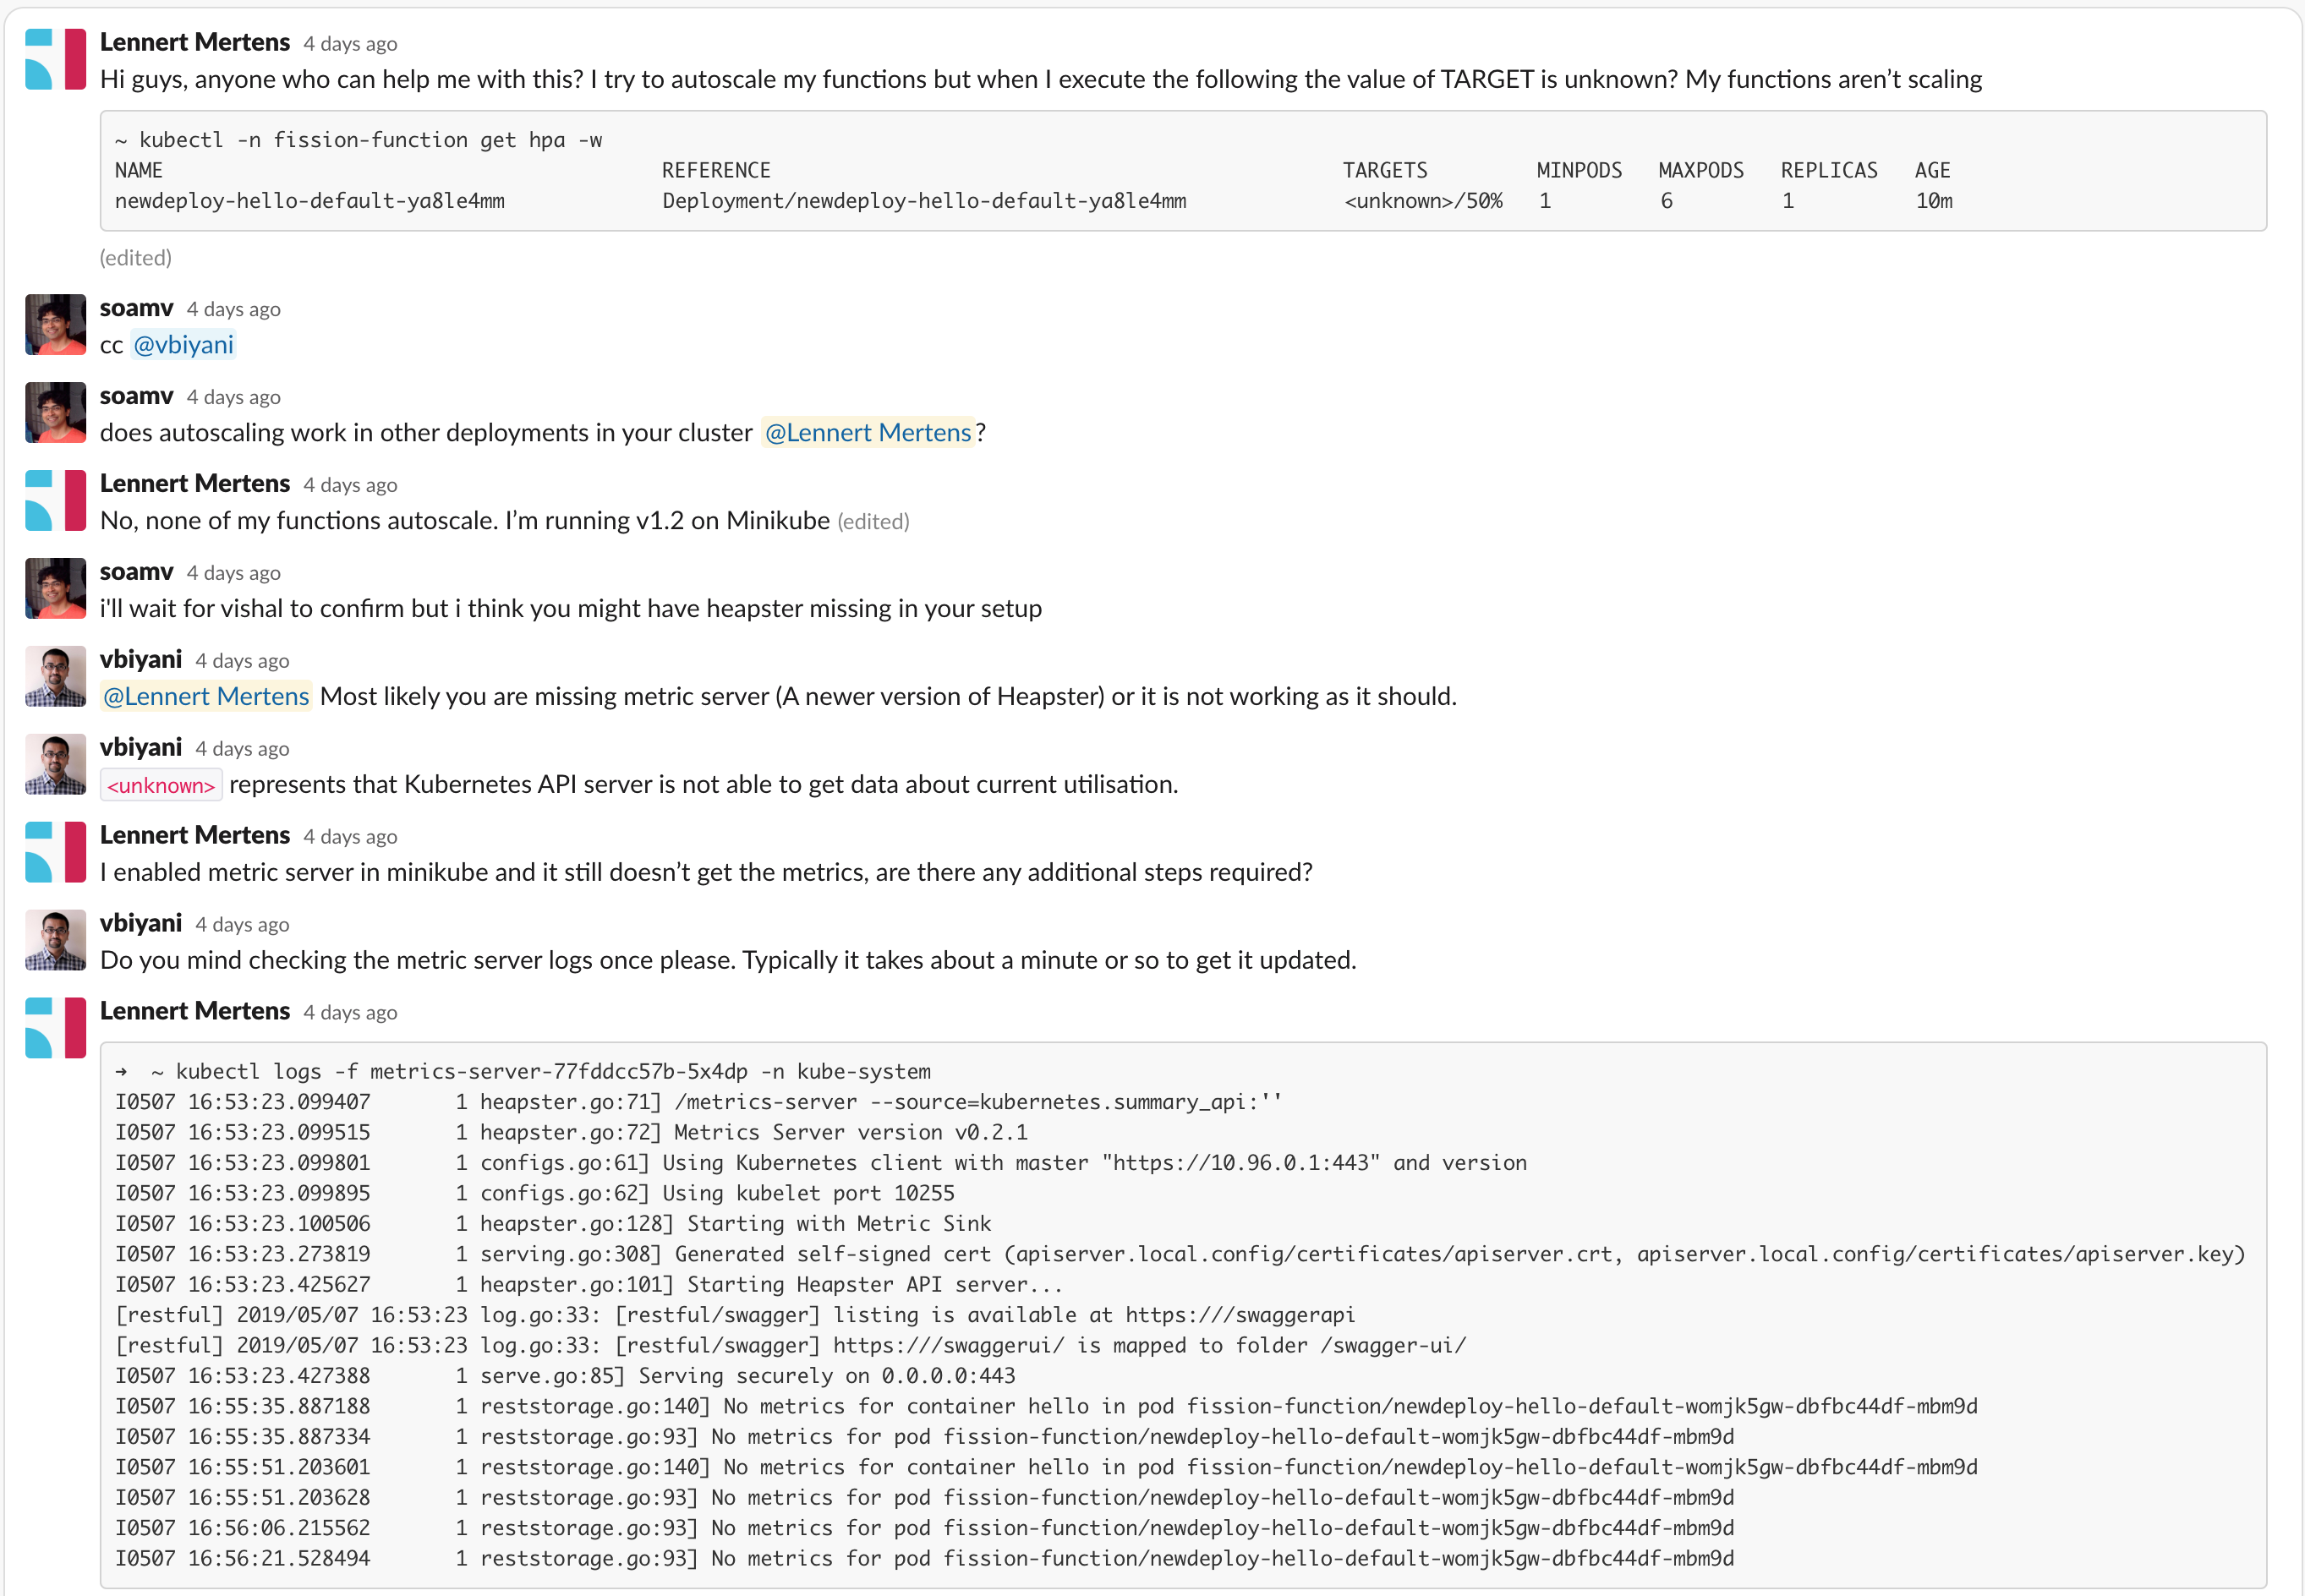 Lennert Mertens 4 days ago
Hi guys, anyone who can help me with this? I try to autoscale my functions but when I execute the following the value of TARGET is unknown? My functions aren’t scaling
~ kubectl -n fission-function get hpa -w
NAME REFERENCE TARGETS MINPODS MAXPODS REPLICAS AGE
newdeploy-hello-default-ya8le4mm Deployment/newdeploy-hello-default-ya8le4mm <unknown>/50% 1 6 1 10m
(edited)
soamv 4 days ago
cc @vbiyani
soamv 4 days ago
does autoscaling work in other deployments in your cluster @Lennert Mertens?
Lennert Mertens 4 days ago
No, none of my functions autoscale. I’m running v1.2 on Minikube (edited)
soamv 4 days ago
i'll wait for vishal to confirm but i think you might have heapster missing in your setup
vbiyani 4 days ago
@Lennert Mertens Most likely you are missing metric server (A newer version of Heapster) or it is not working as it should.
vbiyani 4 days ago
<unknown> represents that Kubernetes API server is not able to get data about current utilisation.
Lennert Mertens 4 days ago
I enabled metric server in minikube and it still doesn’t get the metrics, are there any additional steps required?
vbiyani 4 days ago
Do you mind checking the metric server logs once please. Typically it takes about a minute or so to get it updated.
Lennert Mertens 4 days ago
→ ~ kubectl logs -f metrics-server-77fddcc57b-5x4dp -n kube-system
I0507 16:53:23.099407 1 heapster.go:71] /metrics-server --source=kubernetes.summary_api:''
I0507 16:53:23.099515 1 heapster.go:72] Metrics Server version v0.2.1
I0507 16:53:23.099801 1 configs.go:61] Using Kubernetes client with master "https://10.96.0.1:443" and version
I0507 16:53:23.099895 1 configs.go:62] Using kubelet port 10255
I0507 16:53:23.100506 1 heapster.go:128] Starting with Metric Sink
I0507 16:53:23.273819 1 serving.go:308] Generated self-signed cert (apiserver.local.config/certificates/apiserver.crt, apiserver.local.config/certificates/apiserver.key)
I0507 16:53:23.425627 1 heapster.go:101] Starting Heapster API server...
[restful] 2019/05/07 16:53:23 log.go:33: [restful/swagger] listing is available at https:///swaggerapi
[restful] 2019/05/07 16:53:23 log.go:33: [restful/swagger] https:///swaggerui/ is mapped to folder /swagger-ui/
I0507 16:53:23.427388 1 serve.go:85] Serving securely on 0.0.0.0:443
I0507 16:55:35.887188 1 reststorage.go:140] No metrics for container hello in pod fission-function/newdeploy-hello-default-womjk5gw-dbfbc44df-mbm9d
I0507 16:55:35.887334 1 reststorage.go:93] No metrics for pod fission-function/newdeploy-hello-default-womjk5gw-dbfbc44df-mbm9d
I0507 16:55:51.203601 1 reststorage.go:140] No metrics for container hello in pod fission-function/newdeploy-hello-default-womjk5gw-dbfbc44df-mbm9d
I0507 16:55:51.203628 1 reststorage.go:93] No metrics for pod fission-function/newdeploy-hello-default-womjk5gw-dbfbc44df-mbm9d
I0507 16:56:06.215562 1 reststorage.go:93] No metrics for pod fission-function/newdeploy-hello-default-womjk5gw-dbfbc44df-mbm9d
I0507 16:56:21.528494 1 reststorage.go:93] No metrics for pod fission-function/newdeploy-hello-default-womjk5gw-dbfbc44df-mbm9d